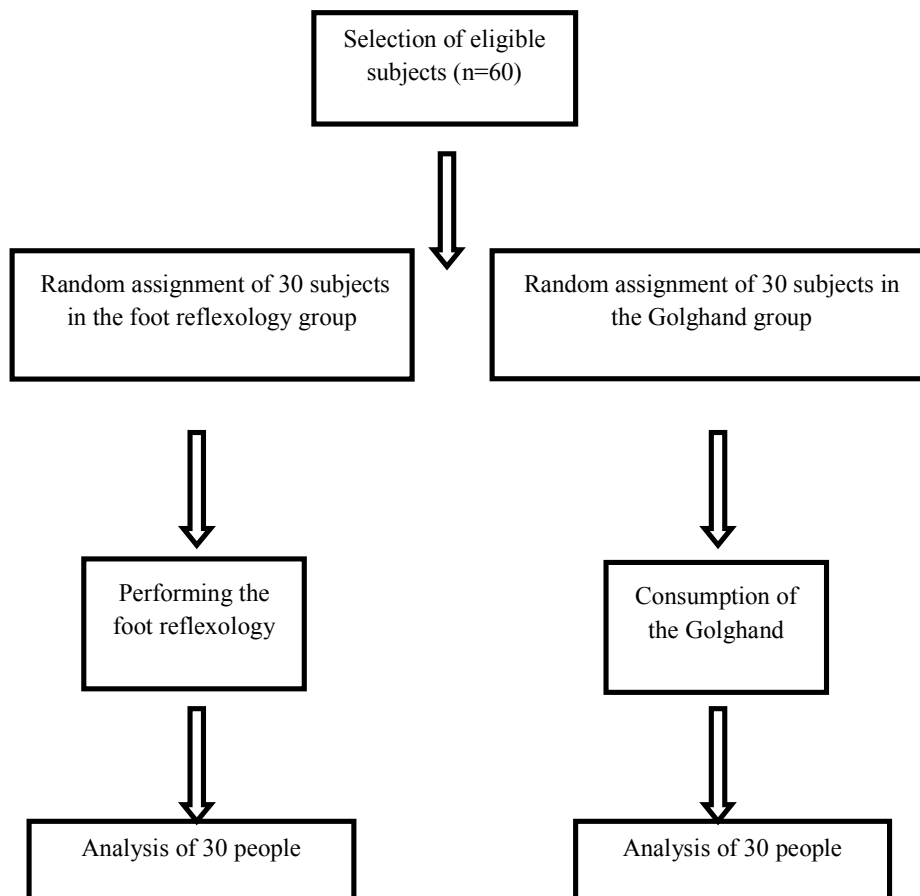 Selection of eligible
subjects (n=60)
Random assignment of 30 subjects
in the foot reflexology group
Random assignment of 30 subjects in
the Golghand group
Performing the
foot reflexology
Consumption of
the Golghand
Analysis of 30 people
Analysis of 30 people